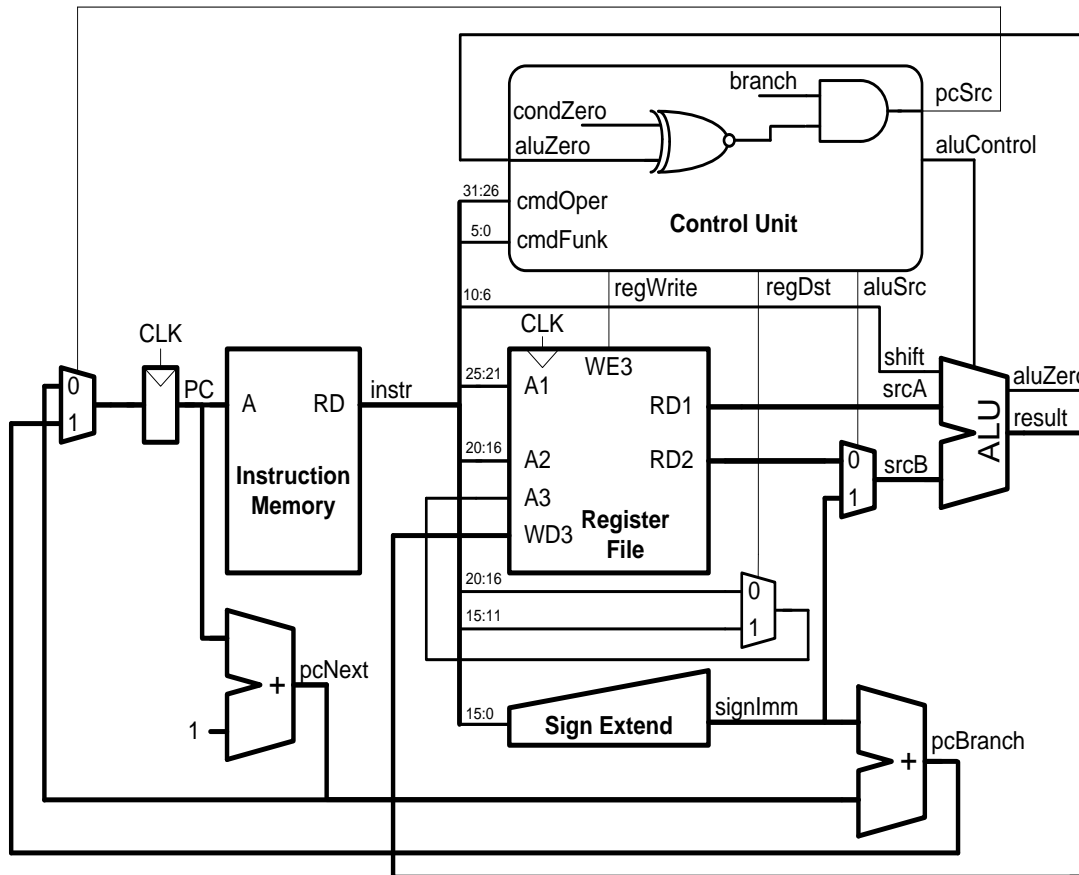 branch
pcSrc
condZero
aluZero
aluControl
31:26
cmdOper
5:0
cmdFunk
Control Unit
10:6
regWrite
regDst
aluSrc
CLK
CLK
shift
25:21
A1
WE3
srcA
aluZero
0
1
PC
A
RD
instr
RD1
result
ALU
20:16
A2
RD2
0
1
srcB
Instruction
Memory
A3
WD3
Register
File
20:16
0
15:11
1
pcNext
+
1
15:0
Sign Extend
signImm
pcBranch
+